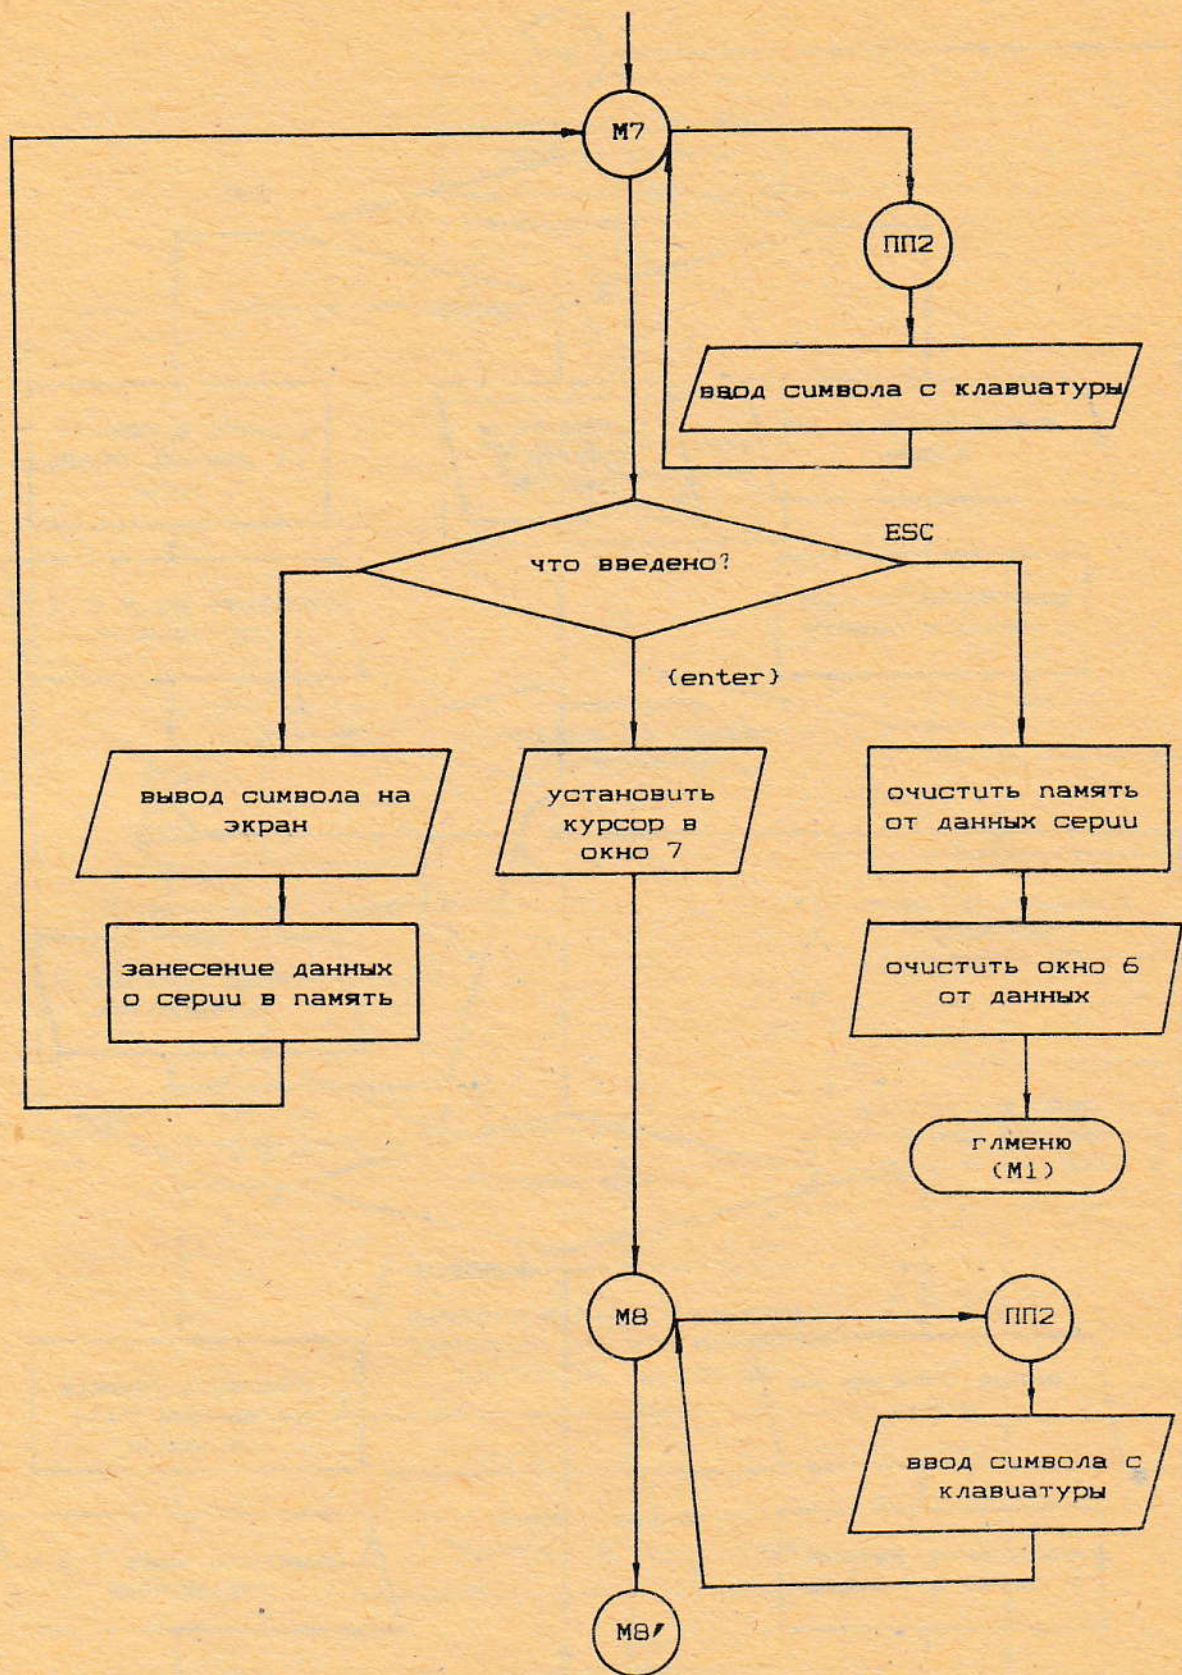 М7
ПП2
ввод символа с клавиатуры
ESC
что введено?
{enter}
вывод символа на
экран
установить
курсор в
окно 7
очистить память
от данных серии
занесение данных
о серии в память
очистить окно 6
от данных
глменю
(М1)
М8
ПП2
ввод символа с
клавиатуры
М8′